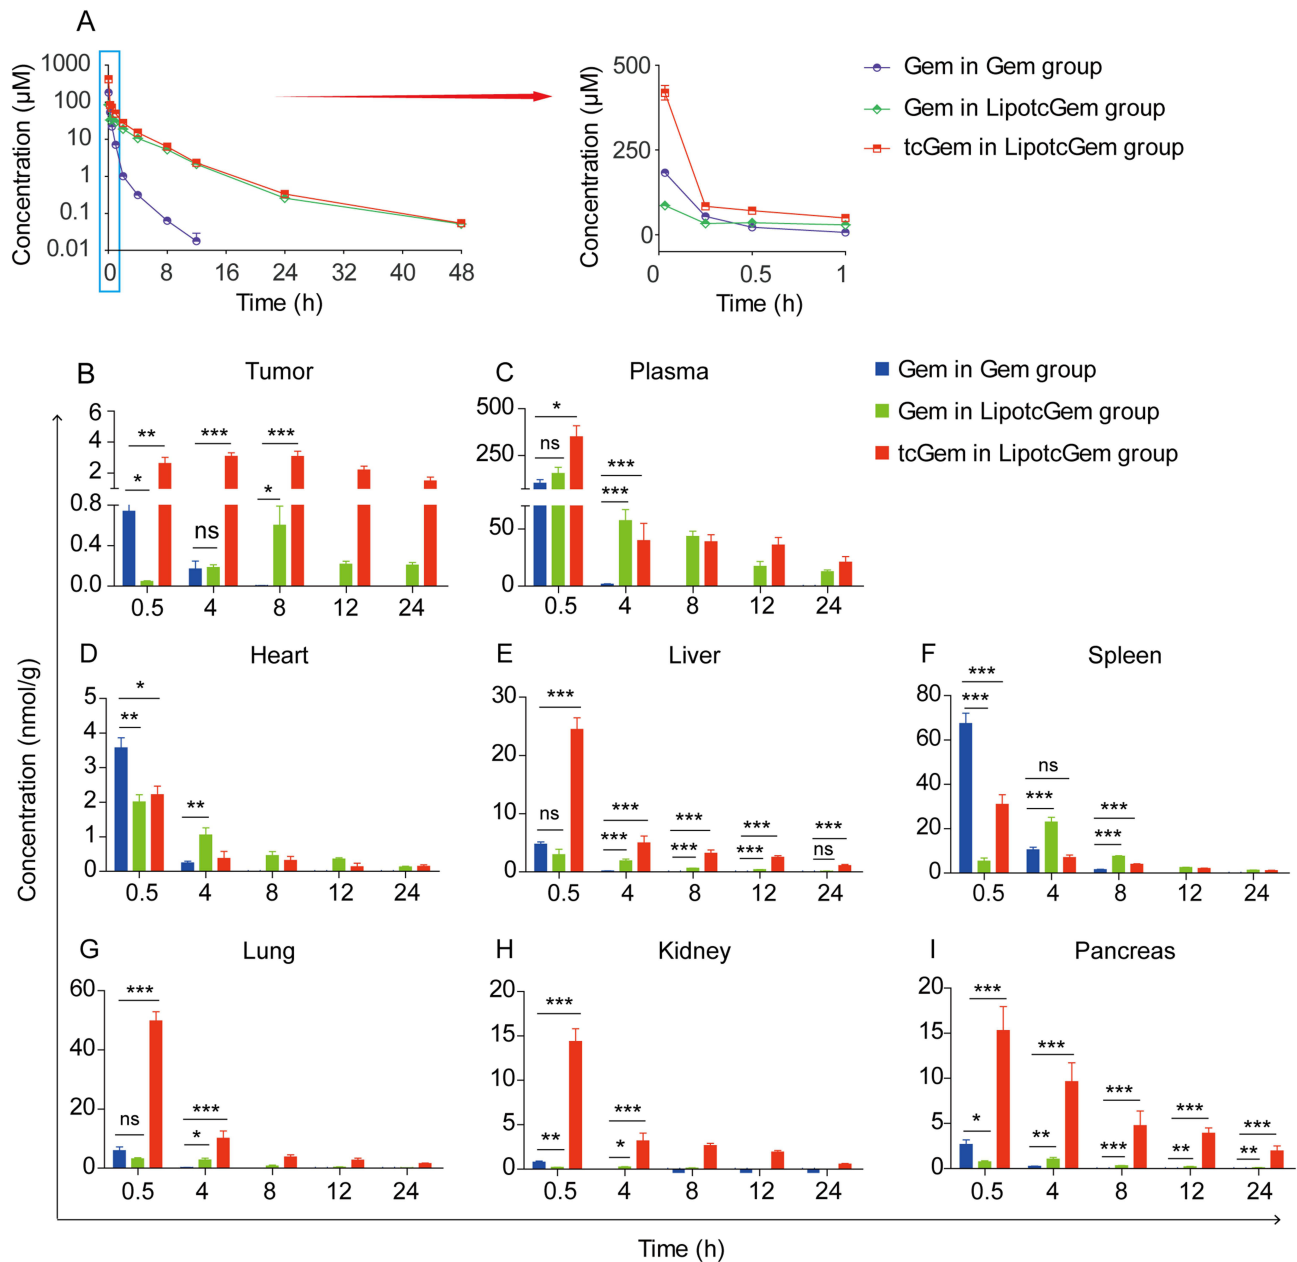 A
Concentration (μM)
1000
100
10
1
0.1
0.01
0 8 16 24 32 40 48
Time (h)
Concentration (μM)
500
250
0
0 0.5 1
Time (h)
Gem in Gem group
Gem in LipotcGem group
tcGem in LipotcGem group
Concentration (nmol/g)
B Tumor
6
4
2
0.8
0.4
0.0
** *** ***
* ns *
0.5 4 8 12 24
C Plasma
500
250
50
0
* ***
ns ***
0.5 4 8 12 24
Gem in Gem group
Gem in LipotcGem group
tcGem in LipotcGem group
D Heart
5
4
3
2
1
0
*
** **
0.5 4 8 12 24
E Liver
30
20
10
0
*** *** *** *** ***
ns *** *** *** ns
0.5 4 8 12 24
F Spleen
80
60
40
20
0
*** ns ***
*** *** ***
0.5 4 8 12 24
G Lung
60
40
20
0
*** ***
ns *
0.5 4 8 12 24
H Kidney
20
15
10
5
0
*** ***
** *
0.5 4 8 12 24
I Pancreas
20
15
10
5
0
*** *** *** *** ***
* ** *** ** **
0.5 4 8 12 24
Time (h)